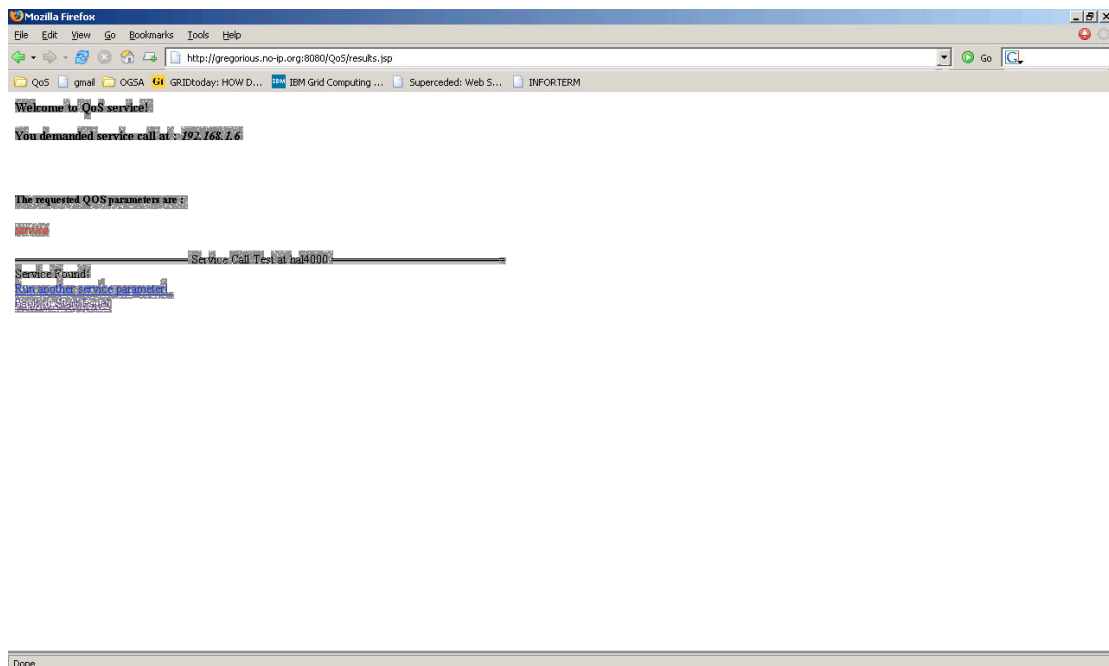 Mozilla Firefox
File Edit View Go Bookmarks Tools Help
http://gregorious.no-ip.org:8080/QoS/results.jsp Go G
QoS gmail OGSA G1 GRIDtoday: HOW D... IBM IBM Grid Computing ... Superceded: Web S... INFORTERM
Welcome to QoS service!
You demanded service call at : 192.168.1.6
The requested QOS parameters are :
service
Service Call Test at hal4000
Service Found!
Run another service parameter!
Back to Start Page
Done